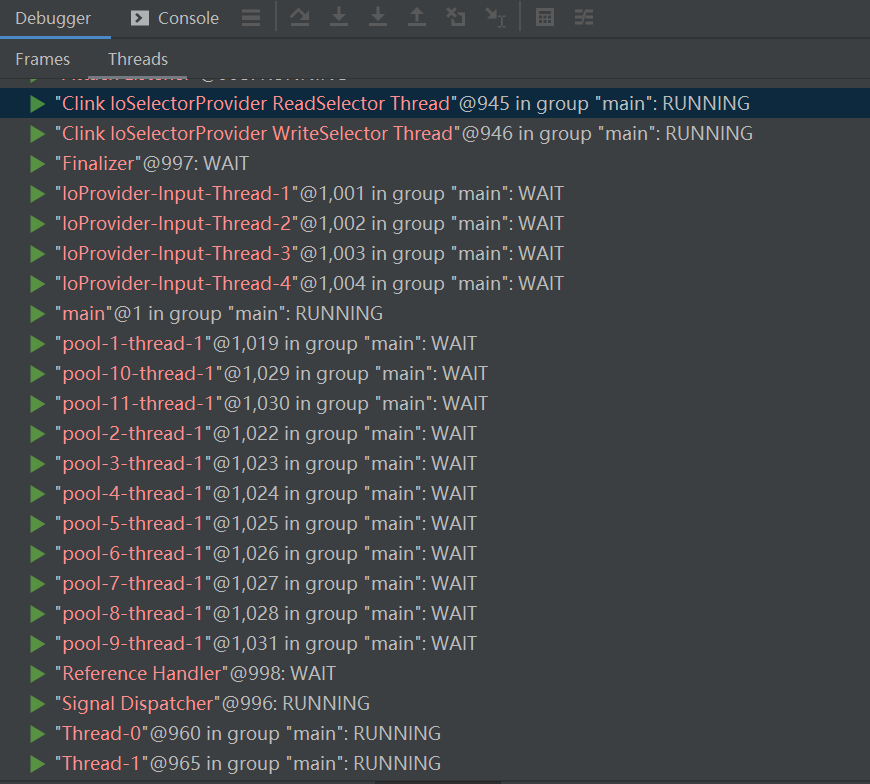 Debugger Console
Frames Threads
"Clink IoSelectorProvider ReadSelector Thread"@945 in group "main": RUNNING
"Clink IoSelectorProvider WriteSelector Thread"@946 in group "main": RUNNING
"Finalizer"@997: WAIT
"IoProvider-Input-Thread-1"@1,001 in group "main": WAIT
"IoProvider-Input-Thread-2"@1,002 in group "main": WAIT
"IoProvider-Input-Thread-3"@1,003 in group "main": WAIT
"IoProvider-Input-Thread-4"@1,004 in group "main": WAIT
"main"@1 in group "main": RUNNING
"pool-1-thread-1"@1,019 in group "main": WAIT
"pool-10-thread-1"@1,029 in group "main": WAIT
"pool-11-thread-1"@1,030 in group "main": WAIT
"pool-2-thread-1"@1,022 in group "main": WAIT
"pool-3-thread-1"@1,023 in group "main": WAIT
"pool-4-thread-1"@1,024 in group "main": WAIT
"pool-5-thread-1"@1,025 in group "main": WAIT
"pool-6-thread-1"@1,026 in group "main": WAIT
"pool-7-thread-1"@1,027 in group "main": WAIT
"pool-8-thread-1"@1,028 in group "main": WAIT
"pool-9-thread-1"@1,031 in group "main": WAIT
"Reference Handler"@998: WAIT
"Signal Dispatcher"@996: RUNNING
"Thread-0"@960 in group "main": RUNNING
"Thread-1"@965 in group "main": RUNNING